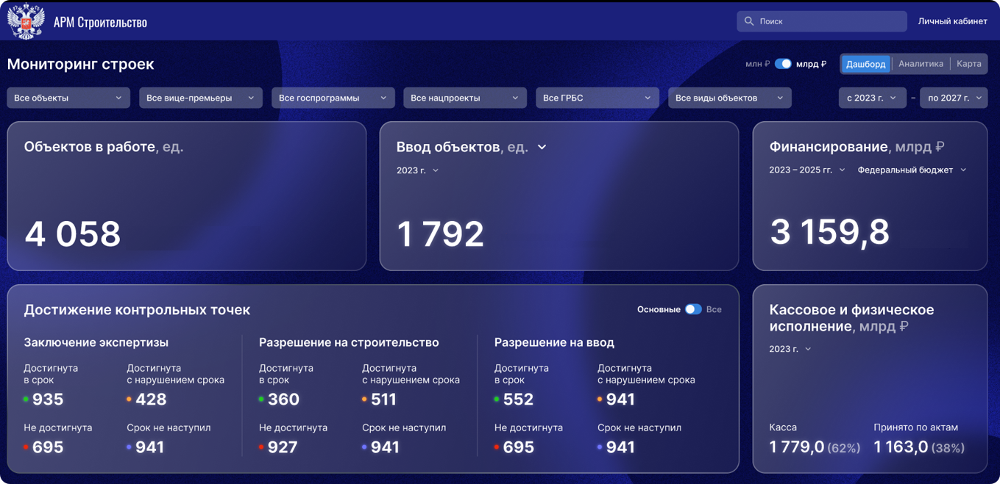 АРМ Строительство
Поиск
Личный кабинет
Мониторинг строек
млн ₽ млрд ₽
Дашборд Аналитика Карта
Все объекты
Все вице-премьеры
Все госпрограммы
Все нацпроекты
Все ГРБС
Все виды объектов
с 2023 г. – по 2027 г.
Объектов в работе, ед.
4 058
Ввод объектов, ед.
2023 г.
1 792
Финансирование, млрд ₽
2023 – 2025 гг. Федеральный бюджет
3 159,8
Достижение контрольных точек
Основные Все
Заключение экспертизы
Достигнута
в срок
935
Достигнута
с нарушением срока
428
Не достигнута
695
Срок не наступил
941
Разрешение на строительство
Достигнута
в срок
360
Достигнута
с нарушением срока
511
Не достигнута
927
Срок не наступил
941
Разрешение на ввод
Достигнута
в срок
552
Достигнута
с нарушением срока
941
Не достигнута
695
Срок не наступил
941
Кассовое и физическое
исполнение, млрд ₽
2023 г.
Касса
1 779,0 (62%)
Принято по актам
1 163,0 (38%)